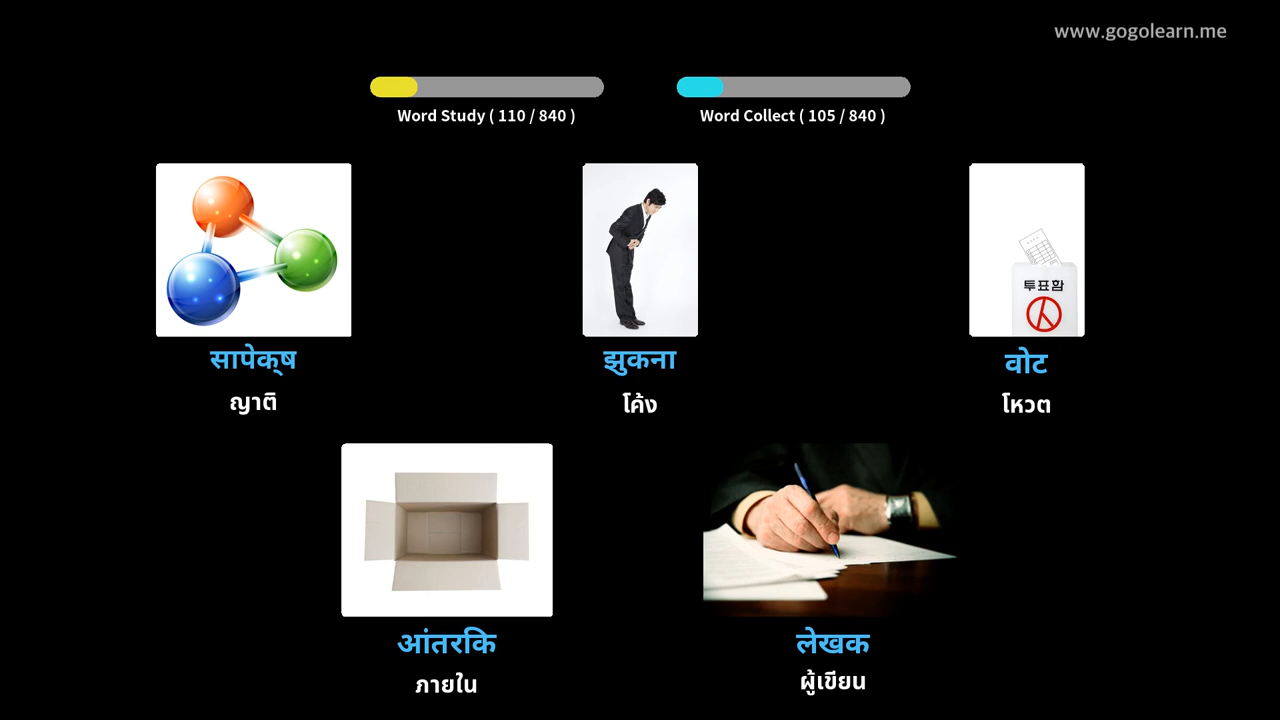 www.gogolearn.me
Word Study ( 110 / 840 )
Word Collect ( 105 / 840 )
투표함
सापेक्ष
झुकना
वोट
ญาติ
โค้ง
โหวต
आंतरकि
लेखक
ภายใน
ผู้เขียน